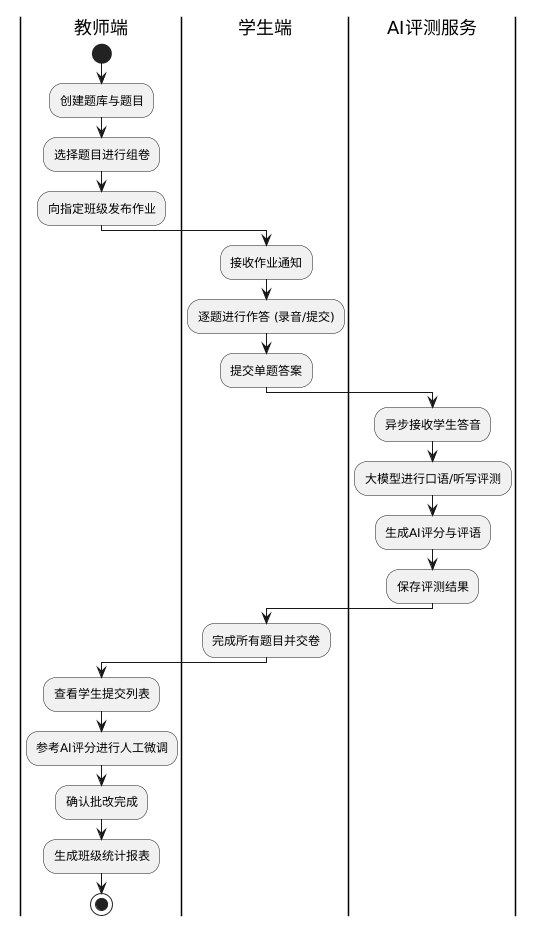 教师端
学生端
AI评测服务
创建题库与题目
选择题目进行组卷
向指定班级发布作业
接收作业通知
逐题进行作答 (录音/提交)
提交单题答案
异步接收学生答音
大模型进行口语/听写评测
生成AI评分与评语
保存评测结果
完成所有题目并交卷
查看学生提交列表
参考AI评分进行人工微调
确认批改完成
生成班级统计报表